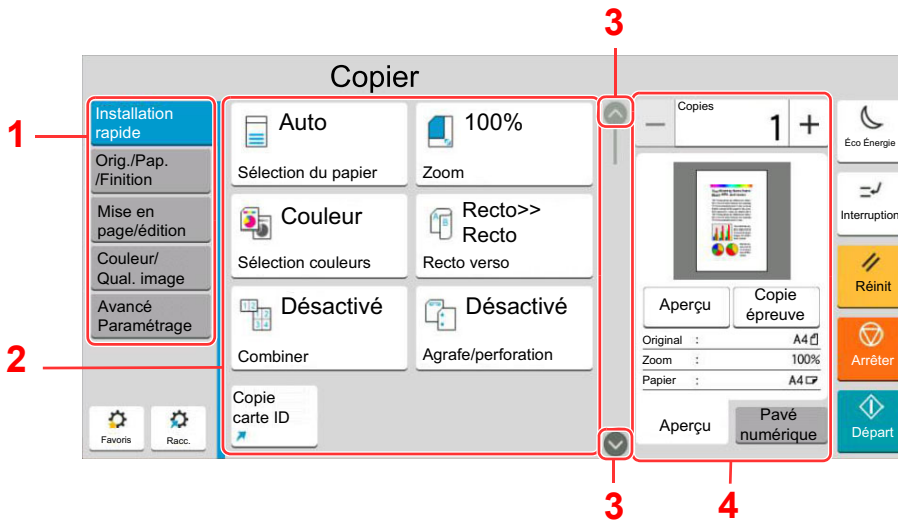 3
Copier
1
Installation
rapide
Orig./Pap.
/Finition
Mise en
page/édition
Couleur/
Qual. image
Avancé
Paramétrage
Favoris
Racc.
2
Auto
Sélection du papier
100%
Zoom
Couleur
Sélection couleurs
Recto>>
Recto
Recto verso
Désactivé
Combiner
Désactivé
Agrafe/perforation
Copie
carte ID
3
Copies
1
Aperçu
Copie
épreuve
Original : A4
Zoom : 100%
Papier : A4
Aperçu
Pavé
numérique
4
Éco Énergie
Interruption
Réinit
Arrêter
Départ